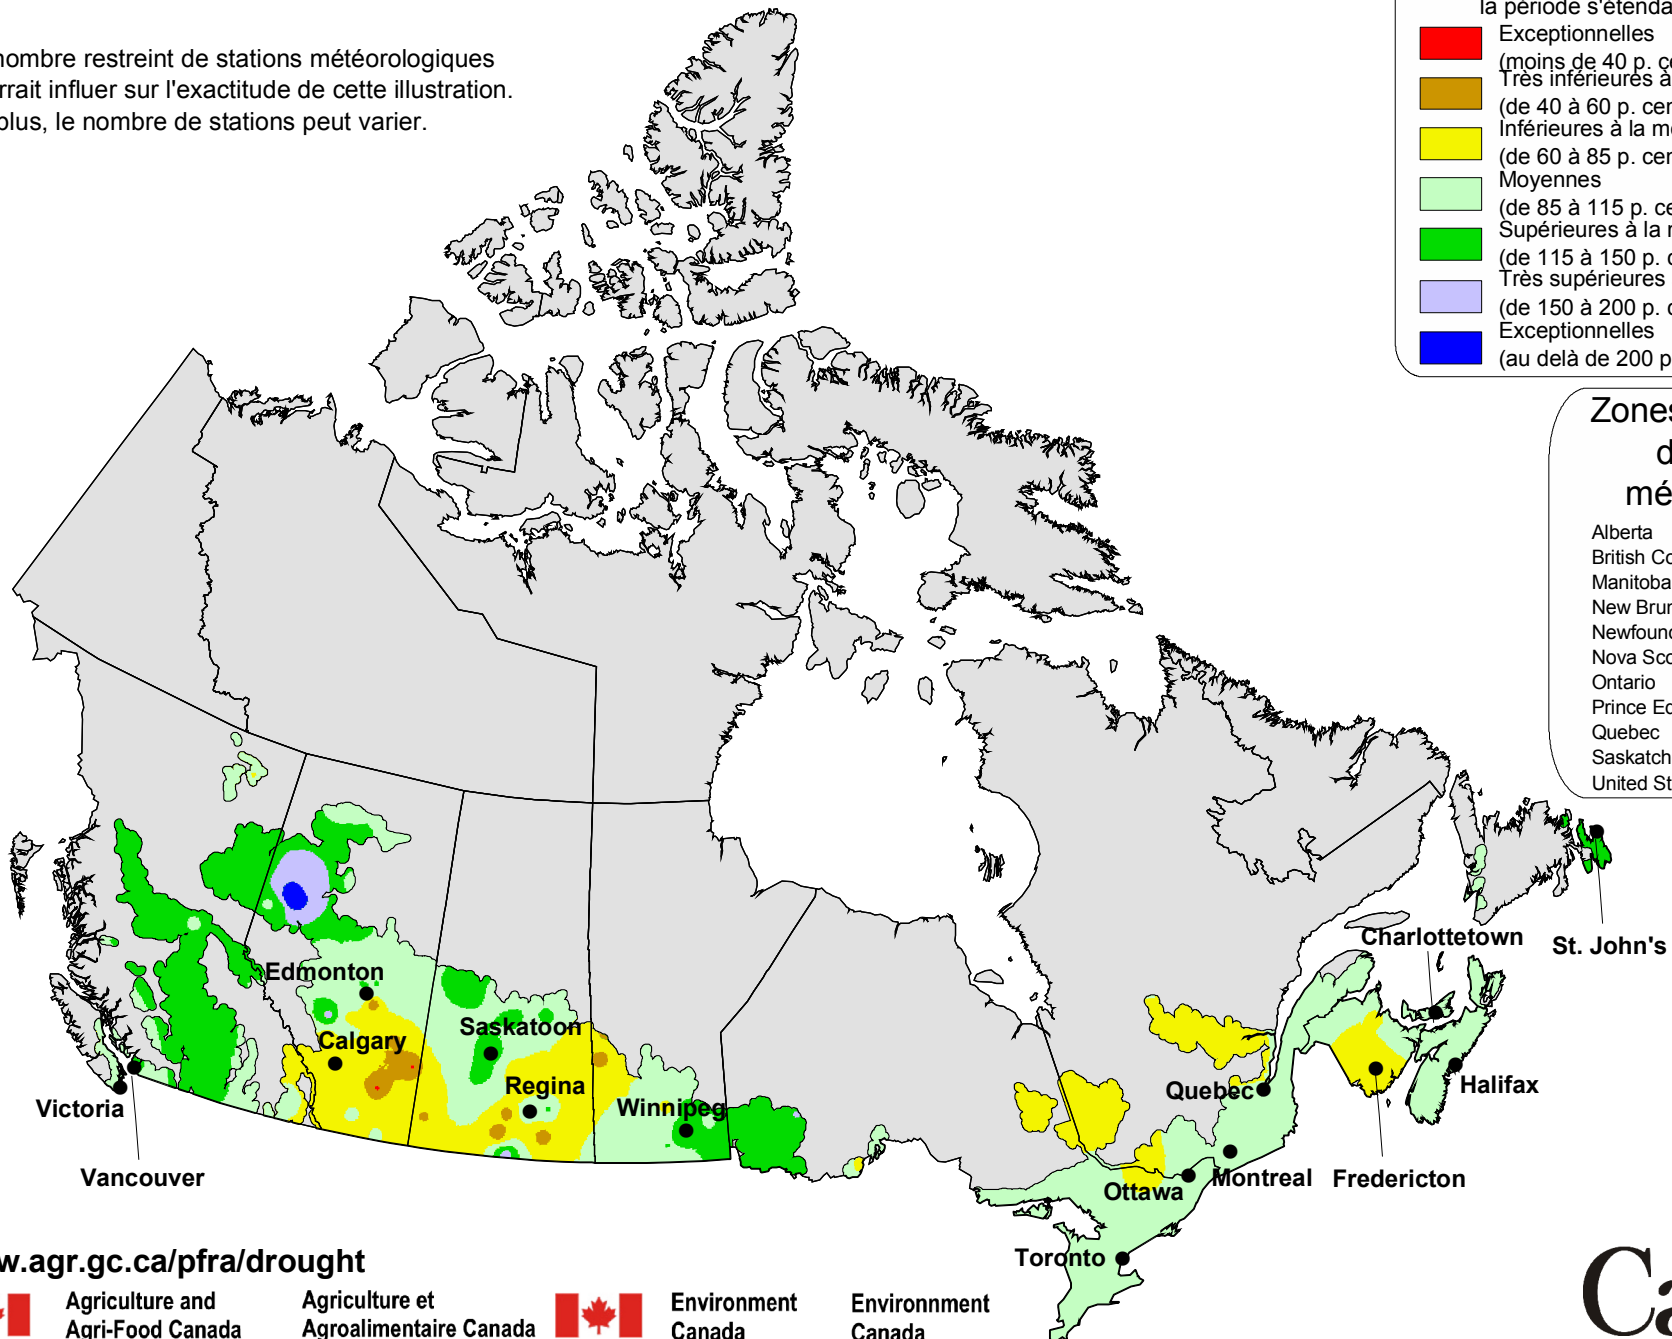 nombre restreint de stations météorologiques
rrait influer sur l'exactitude de cette illustration.
plus, le nombre de stations peut varier.
la période s'étenda
Exceptionnelles
(moins de 40 p. ce
Très inférieures à
(de 40 à 60 p. cen
Inférieures à la mo
(de 60 à 85 p. cen
Moyennes
(de 85 à 115 p. ce
Supérieures à la m
(de 115 à 150 p. c
Très supérieures
(de 150 à 200 p. c
Exceptionnelles
(au delà de 200 p
Zones
d
mé
Alberta
British Co
Manitoba
New Brun
Newfound
Nova Sco
Ontario
Prince Ed
Quebec
Saskatch
United St
Charlottetown
St. John's
Edmonton
Saskatoon
Calgary
Regina
Winnipeg
Quebec
Halifax
Victoria
Vancouver
Ottawa
Montreal
Fredericton
Toronto
w.agr.gc.ca/pfra/drought
Agriculture and
Agri-Food Canada
Agriculture et
Agroalimentaire Canada
Environment
Canada
Environnment
Canada
Ca